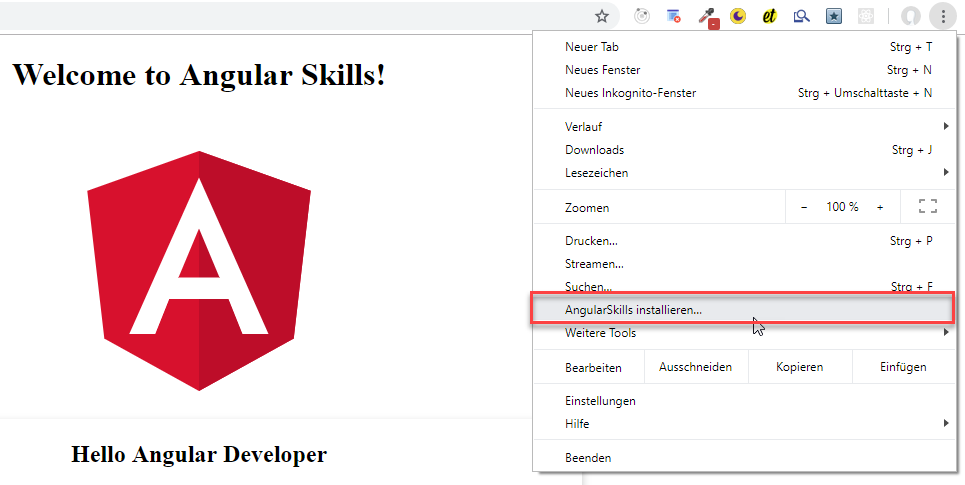 Welcome to Angular Skills!
A
Hello Angular Developer
et
Neuer Tab Strg + T
Neues Fenster Strg + N
Neues Inkognito-Fenster Strg + Umschalttaste + N
Verlauf
Downloads Strg + J
Lesezeichen
Zoomen - 100 % +
Drucken... Strg + P
Streamen...
Suchen... Strg + F
AngularSkills installieren...
Weitere Tools
Bearbeiten Ausschneiden Kopieren Einfügen
Einstellungen
Hilfe
Beenden